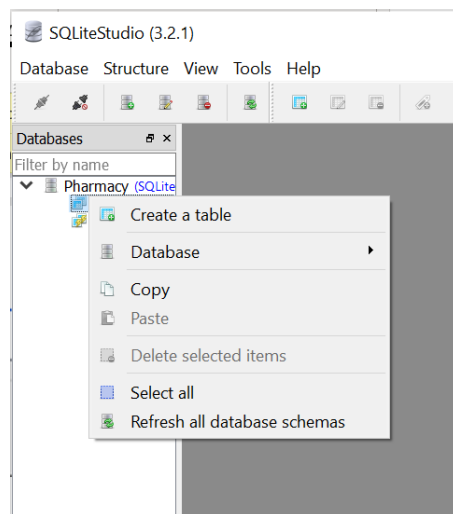 SQLiteStudio (3.2.1)
Database Structure View Tools Help
Databases
Filter by name
Pharmacy (SQLite
Create a table
Database
Copy
Paste
Delete selected items
Select all
Refresh all database schemas